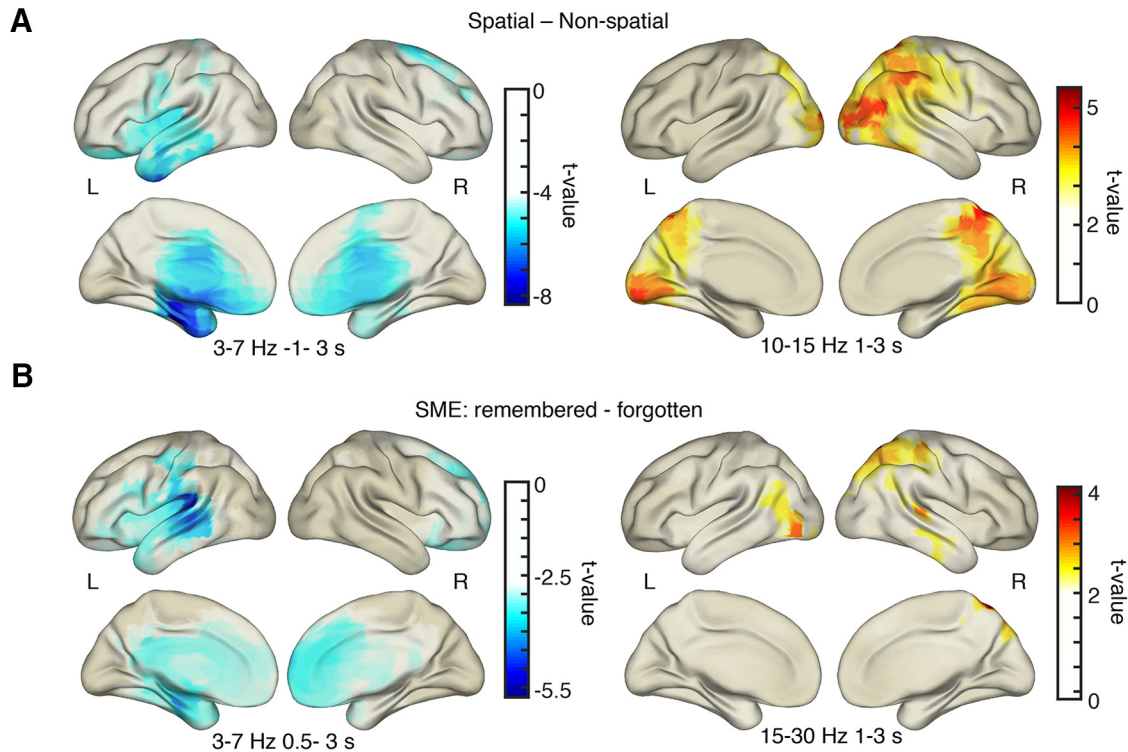 A
Spatial – Non-spatial
0
-4
-8
t-value
L
R
3-7 Hz -1- 3 s
5
2
0
t-value
L
R
10-15 Hz 1-3 s
B
SME: remembered - forgotten
0
-2.5
-5.5
t-value
L
R
3-7 Hz 0.5- 3 s
4
2
0
t-value
L
R
15-30 Hz 1-3 s